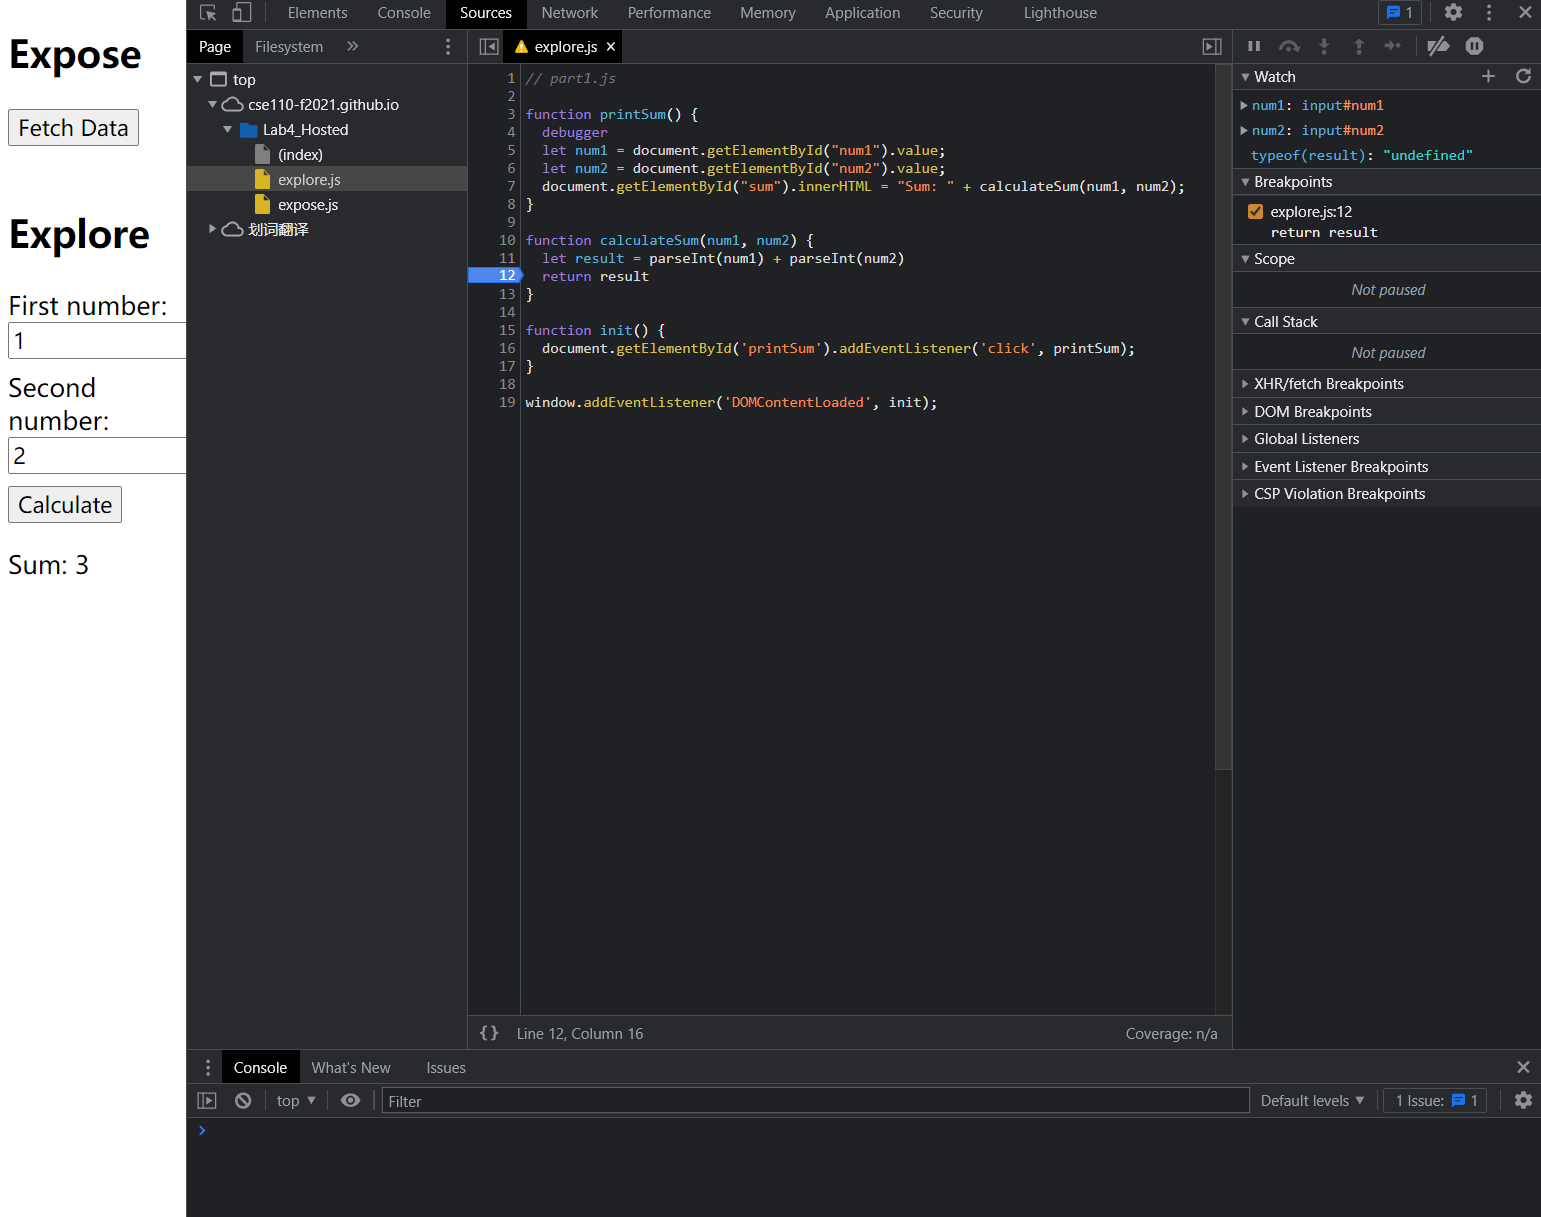 Expose
Fetch Data
Explore
First number:
1
Second
number:
2
Calculate
Sum: 3
Elements Console Sources Network Performance Memory Application Security Lighthouse 1
Page Filesystem
top
cse110-f2021.github.io
Lab4_Hosted
(index)
explore.js
expose.js
划词翻译
explore.js
1 // part1.js
2
3 function printSum() {
4 debugger
5 let num1 = document.getElementById("num1").value;
6 let num2 = document.getElementById("num2").value;
7 document.getElementById("sum").innerHTML = "Sum: " + calculateSum(num1, num2);
8 }
9
10 function calculateSum(num1, num2) {
11 let result = parseInt(num1) + parseInt(num2)
12 return result
13 }
14
15 function init() {
16 document.getElementById('printSum').addEventListener('click', printSum);
17 }
18
19 window.addEventListener('DOMContentLoaded', init);
{} Line 12, Column 16 Coverage: n/a
Watch
num1: input#num1
num2: input#num2
typeof(result): "undefined"
Breakpoints
explore.js:12
return result
Scope
Not paused
Call Stack
Not paused
XHR/fetch Breakpoints
DOM Breakpoints
Global Listeners
Event Listener Breakpoints
CSP Violation Breakpoints
Console What's New Issues
top Filter Default levels 1 Issue: 1